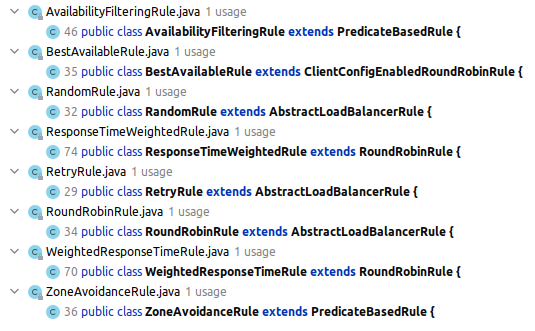 AvailabilityFilteringRule.java 1 usage
C 46 public class AvailabilityFilteringRule extends PredicateBasedRule {
BestAvailableRule.java 1 usage
C 35 public class BestAvailableRule extends ClientConfigEnabledRoundRobinRule {
RandomRule.java 1 usage
C 32 public class RandomRule extends AbstractLoadBalancerRule {
ResponseTimeWeightedRule.java 1 usage
C 74 public class ResponseTimeWeightedRule extends RoundRobinRule {
RetryRule.java 1 usage
C 29 public class RetryRule extends AbstractLoadBalancerRule {
RoundRobinRule.java 1 usage
C 34 public class RoundRobinRule extends AbstractLoadBalancerRule {
WeightedResponseTimeRule.java 1 usage
C 70 public class WeightedResponseTimeRule extends RoundRobinRule {
ZoneAvoidanceRule.java 1 usage
C 36 public class ZoneAvoidanceRule extends PredicateBasedRule {